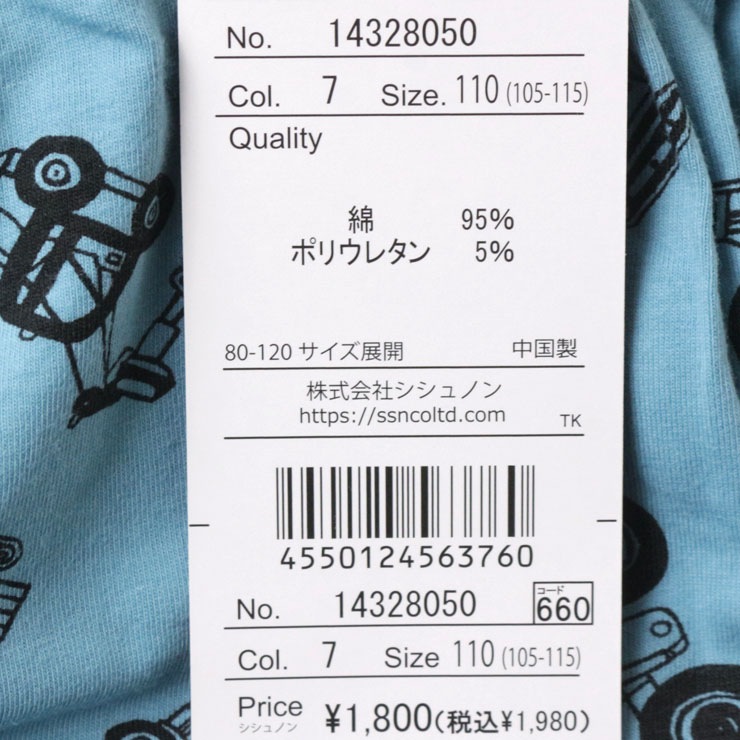 No. 14328050
Col. 7 Size. 110 (105-115)
Quality
綿 95%
ポリウレタン 5%
80-120 サイズ展開 中国製
株式会社シシュノン
https://ssncoltd.com
TK
4550124563760
No. 14328050 コード 660
Col. 7 Size 110 (105-115)
Price シシュノン ¥1,800(税込¥1,980)